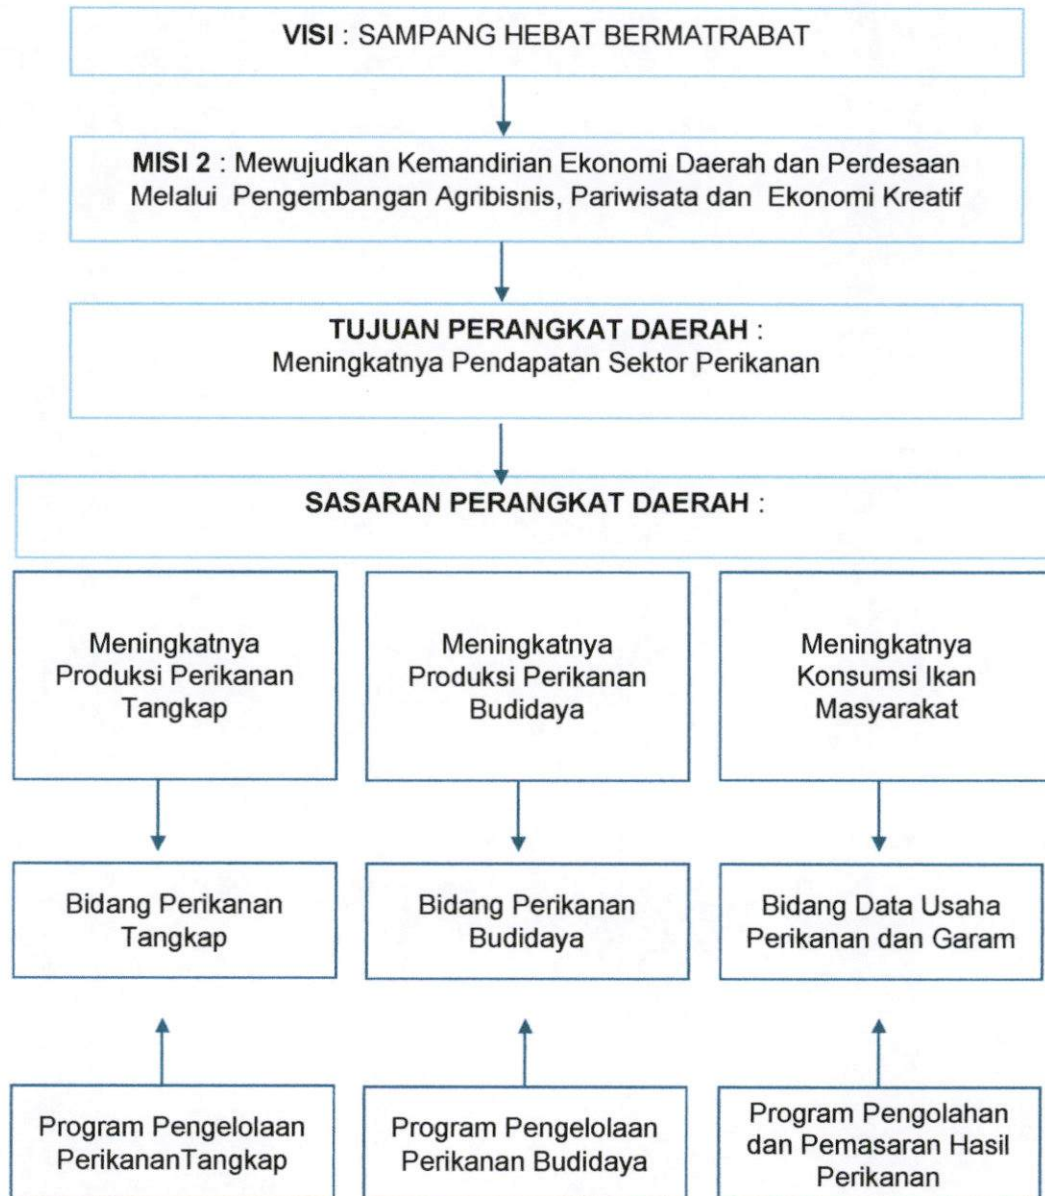 VISI : SAMPANG HEBAT BERMATRABAT
MISI 2 : Mewujudkan Kemandirian Ekonomi Daerah dan Perdesaan
Melalui Pengembangan Agribisnis, Pariwisata dan Ekonomi Kreatif
TUJUAN PERANGKAT DAERAH :
Meningkatnya Pendapatan Sektor Perikanan
SASARAN PERANGKAT DAERAH :
Meningkatnya
Produksi Perikanan
Tangkap
Meningkatnya
Produksi Perikanan
Budidaya
Meningkatnya
Konsumsi Ikan
Masyarakat
Bidang Perikanan
Tangkap
Bidang Perikanan
Budidaya
Bidang Data Usaha
Perikanan dan Garam
Program Pengelolaan
PerikananTangkap
Program Pengelolaan
Perikanan Budidaya
Program Pengolahan
dan Pemasaran Hasil
Perikanan